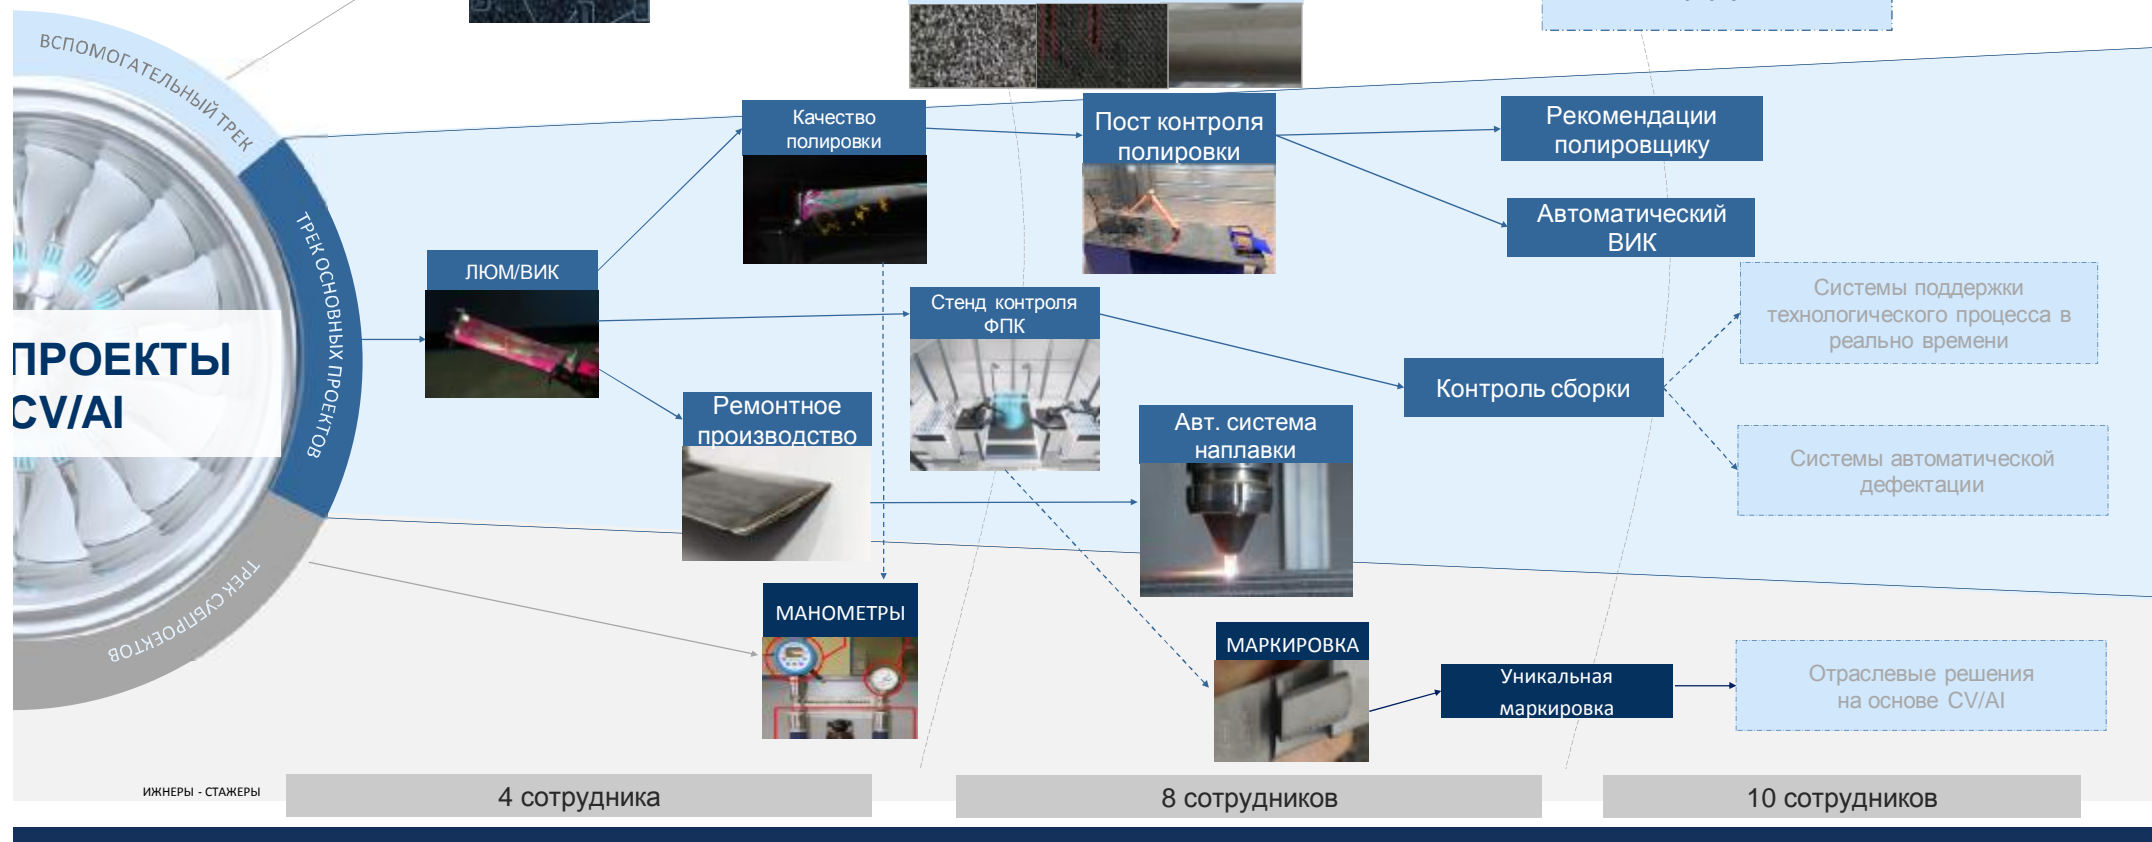 ВСПОМОГАТЕЛЬНЫЙ ТРЕК
ТРЕК ОСНОВНЫХ ПРОЕКТОВ
ТРЕК СУБПРОЕКТОВ
ПРОЕКТЫ
CV/AI
ЛЮМ/ВИК
Качество
полировки
Пост контроля
полировки
Рекомендации
полировщику
Автоматический
ВИК
Стенд контроля
ФПК
Ремонтное
производство
Авт. система
наплавки
Контроль сборки
Системы поддержки
технологического процесса в
реально времени
Системы автоматической
дефектации
МАНОМЕТРЫ
МАРКИРОВКА
Уникальная
маркировка
Отраслевые решения
на основе CV/AI
ИЖНЕРЫ - СТАЖЕРЫ
4 сотрудника
8 сотрудников
10 сотрудников